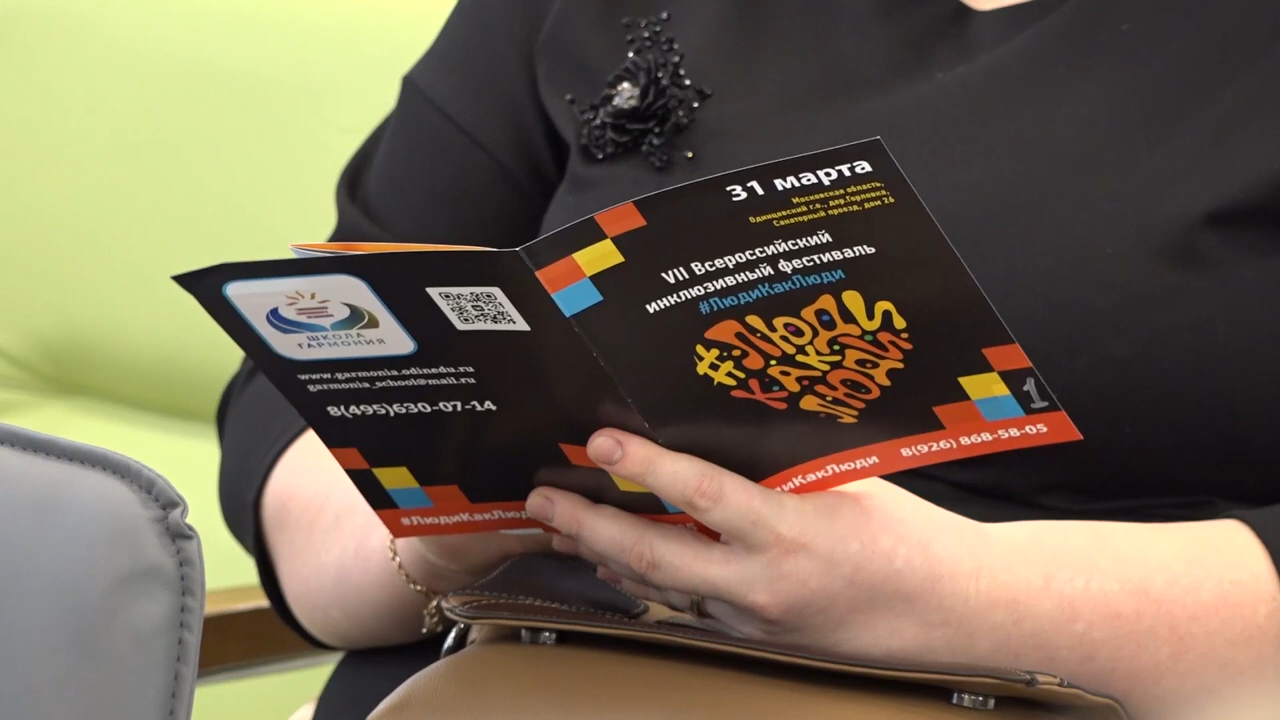 ШКОЛА
ГАРМОНИЯ
www.garmonia.odinedu.ru
garmonia_school@mail.ru
8(495)630-07-14
#ЛюдиКакЛюд
31 марта
Московская область,
Одинцовский г.о., дер.Горловка,
Санаторный проезд, дом 26
VII Всероссийский
инклюзивный фестиваль
#ЛюдиКакЛюди
#ЛЮДИ
КАК
ЛЮДИ
1
диКакЛюди 8(926) 868-58-05